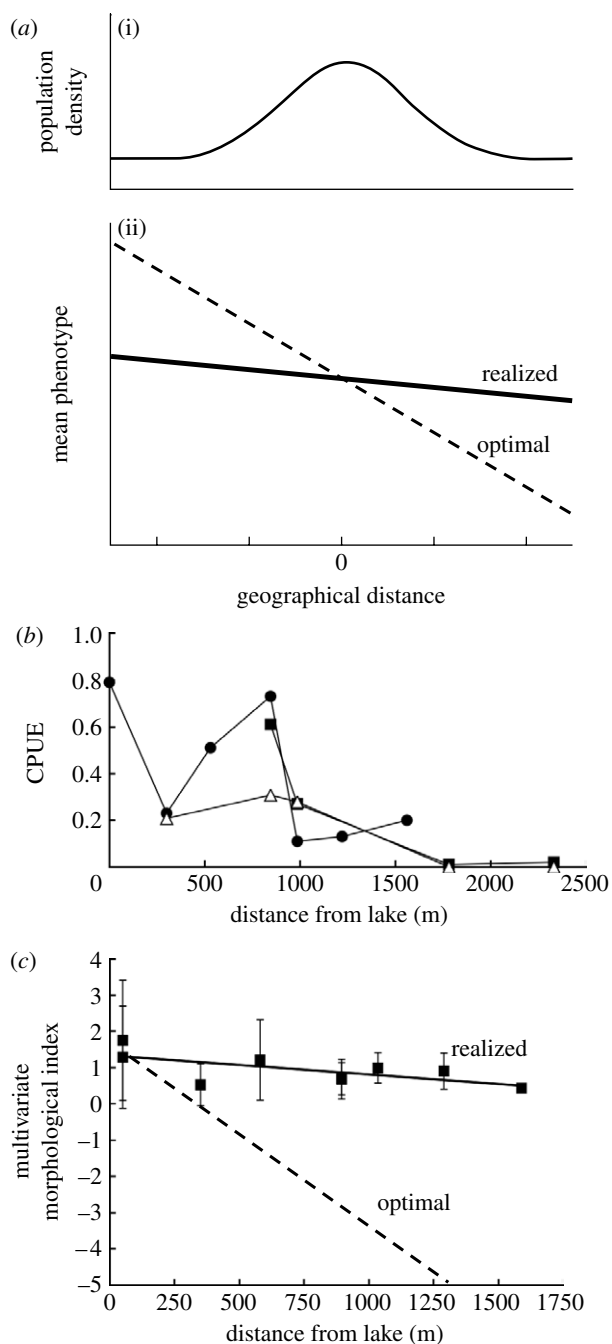 (a)
(i)
population
density
(ii)
mean phenotype
realized
optimal
0
geographical distance
(b)
1.0
0.8
0.6
0.4
0.2
CPUE
0 500 1000 1500 2000 2500
distance from lake (m)
(c)
4
3
2
1
0
–1
–2
–3
–4
–5
multivariate
morphological index
realized
optimal
0 250 500 750 1000 1250 1500 1750
distance from lake (m)